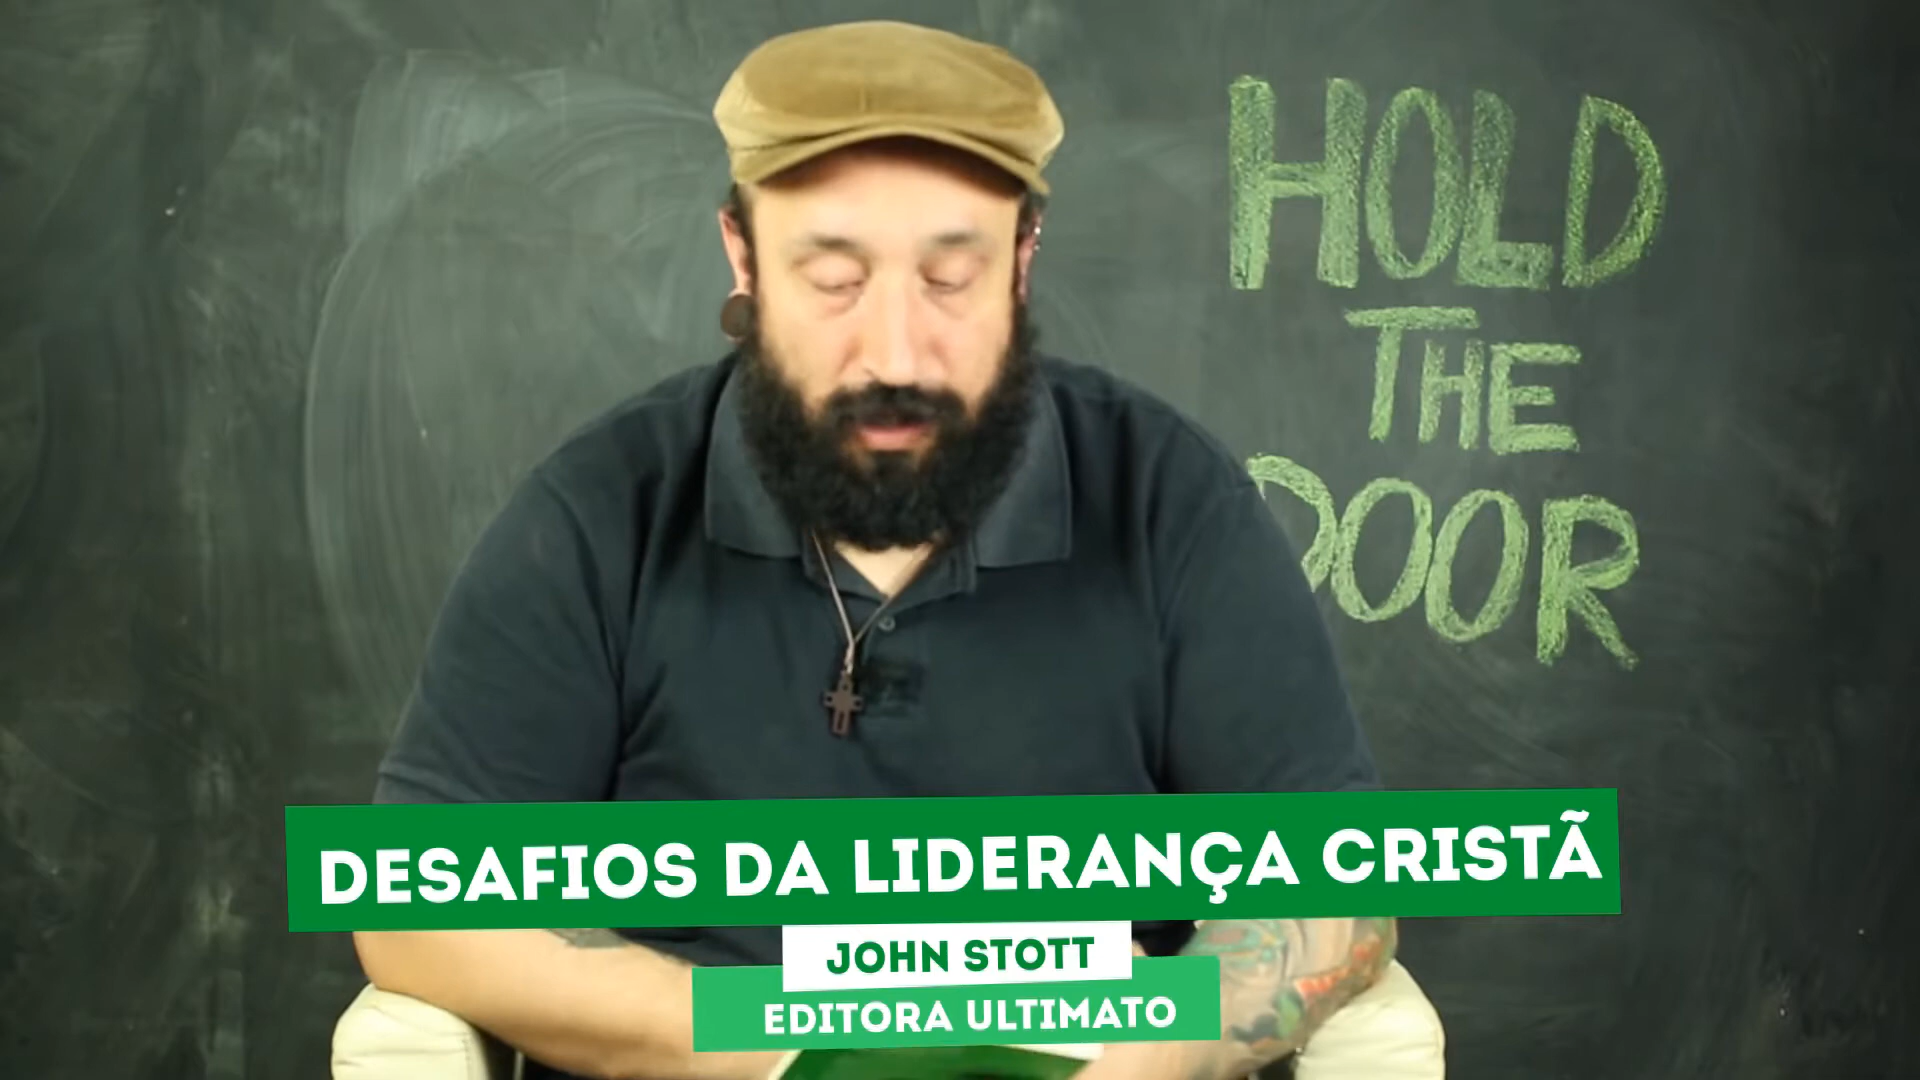 HOLD
THE
DOOR
DESAFIOS DA LIDERANÇA CRISTÃ
JOHN STOTT
EDITORA ULTIMATO